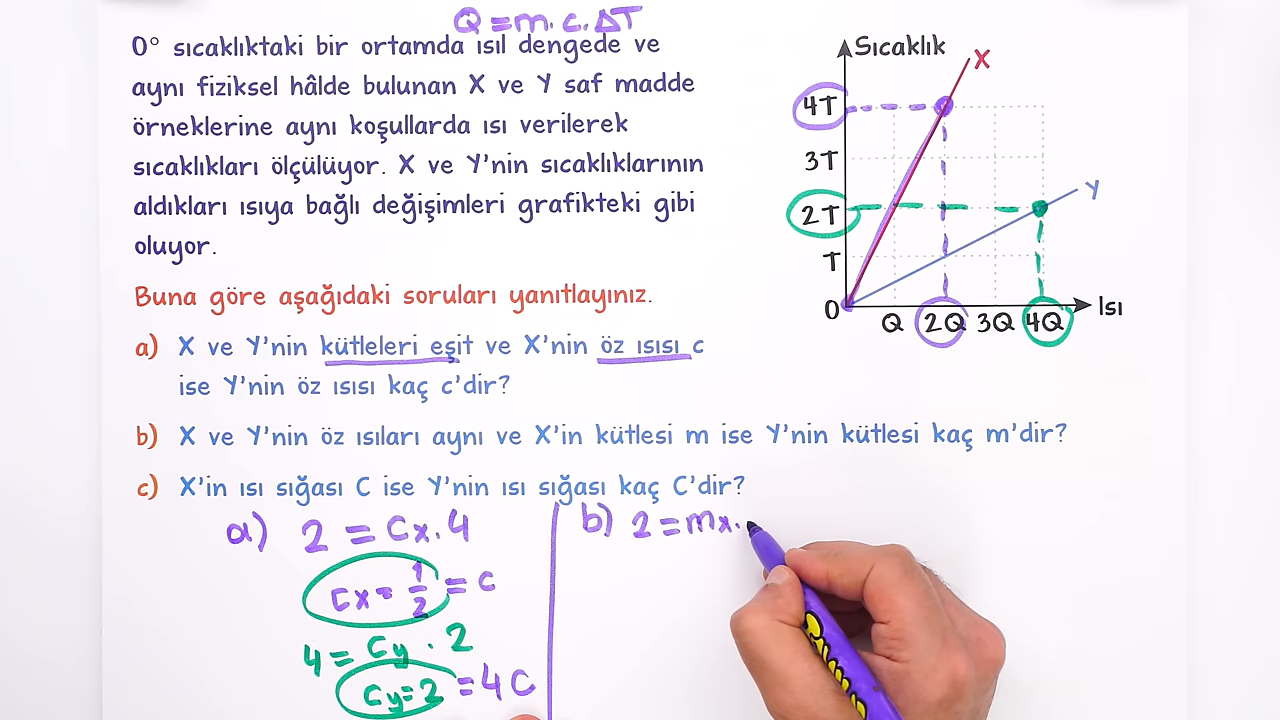 Q = m. c. ΔT
0° sıcaklıktaki bir ortamda ısıl dengede ve
aynı fiziksel hâlde bulunan X ve Y saf madde
örneklerine aynı koşullarda ısı verilerek
sıcaklıkları ölçülüyor. X ve Y'nin sıcaklıklarının
aldıkları ısıya bağlı değişimleri grafikteki gibi
oluyor.
Buna göre aşağıdaki soruları yanıtlayınız.
a) X ve Y'nin kütleleri eşit ve X'nin öz ısısı c
ise Y'nin öz ısısı kaç c'dir?
b) X ve Y'nin öz ısıları aynı ve X'in kütlesi m ise Y'nin kütlesi kaç m'dir?
c) X'in ısı sığası C ise Y'nin ısı sığası kaç C'dir?
Sıcaklık
X
4T
3T
Y
2T
T
0
Q 2Q 3Q 4Q Isı
a) 2 = Cx. 4
Cx = 1/2 = C
4 = Cy . 2
Cy = 2 = 4C
b) 2 = mx.